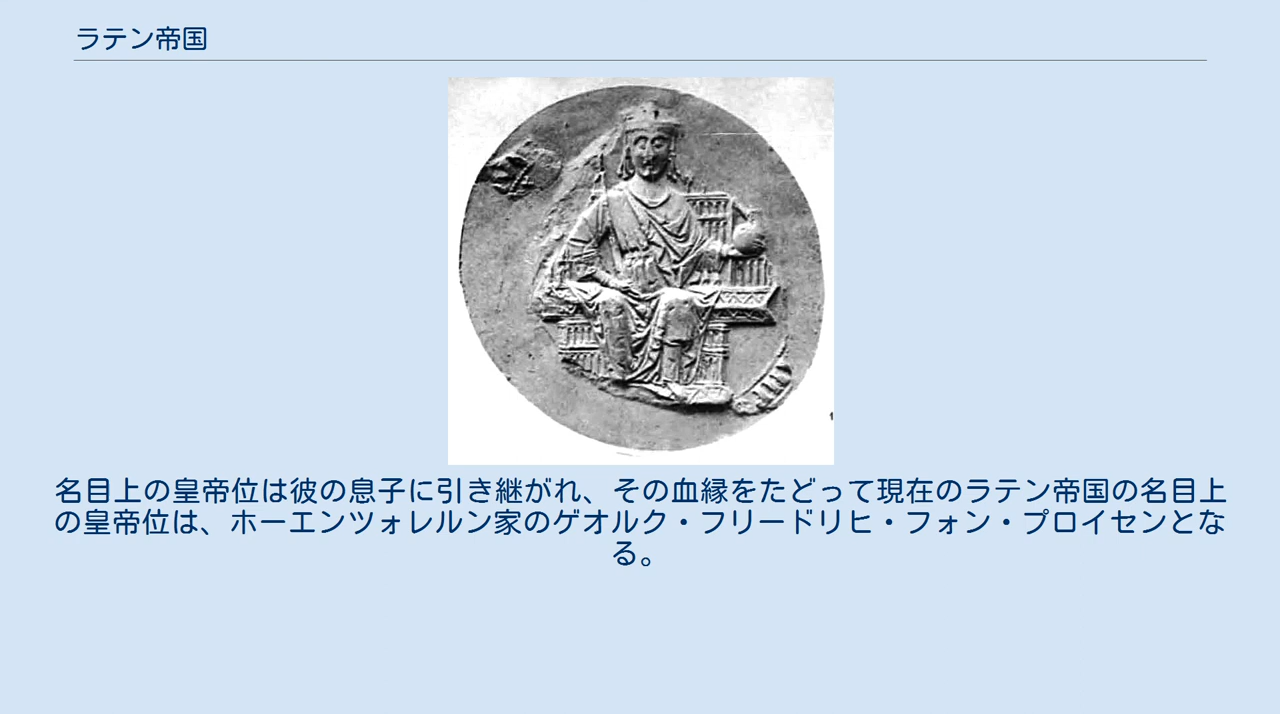 ラテン帝国
名目上の皇帝位は彼の息子に引き継がれ、その血縁をたどって現在のラテン帝国の名目上
の皇帝位は、ホーエンツォレルン家のゲオルク・フリードリヒ・フォン・プロイセンとな
る。